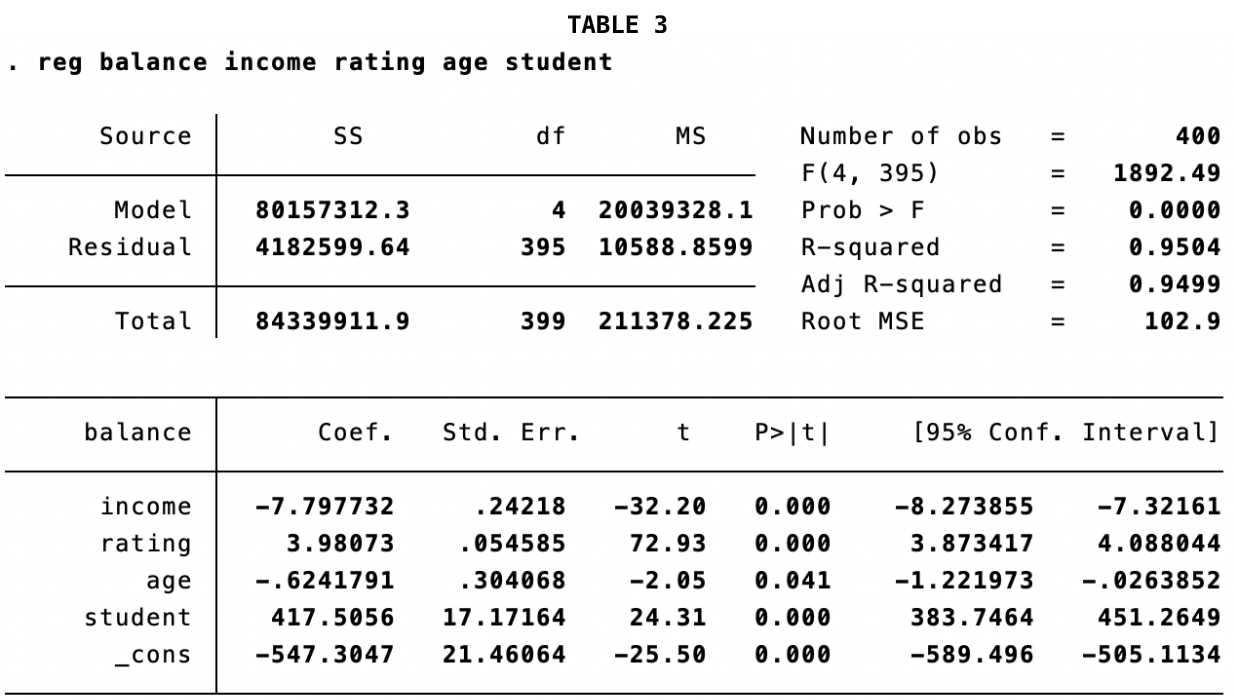 TABLE 3
. reg balance income rating age student
Source SS df MS Number of obs = 400
F(4, 395) = 1892.49
Model 80157312.3 4 20039328.1 Prob > F = 0.0000
Residual 4182599.64 395 10588.8599 R-squared = 0.9504
Adj R-squared = 0.9499
Total 84339911.9 399 211378.225 Root MSE = 102.9
balance Coef. Std. Err. t P>|t| [95% Conf. Interval]
income -7.797732 .24218 -32.20 0.000 -8.273855 -7.32161
rating 3.98073 .054585 72.93 0.000 3.873417 4.088044
age -.6241791 .304068 -2.05 0.041 -1.221973 -.0263852
student 417.5056 17.17164 24.31 0.000 383.7464 451.2649
_cons -547.3047 21.46064 -25.50 0.000 -589.496 -505.1134